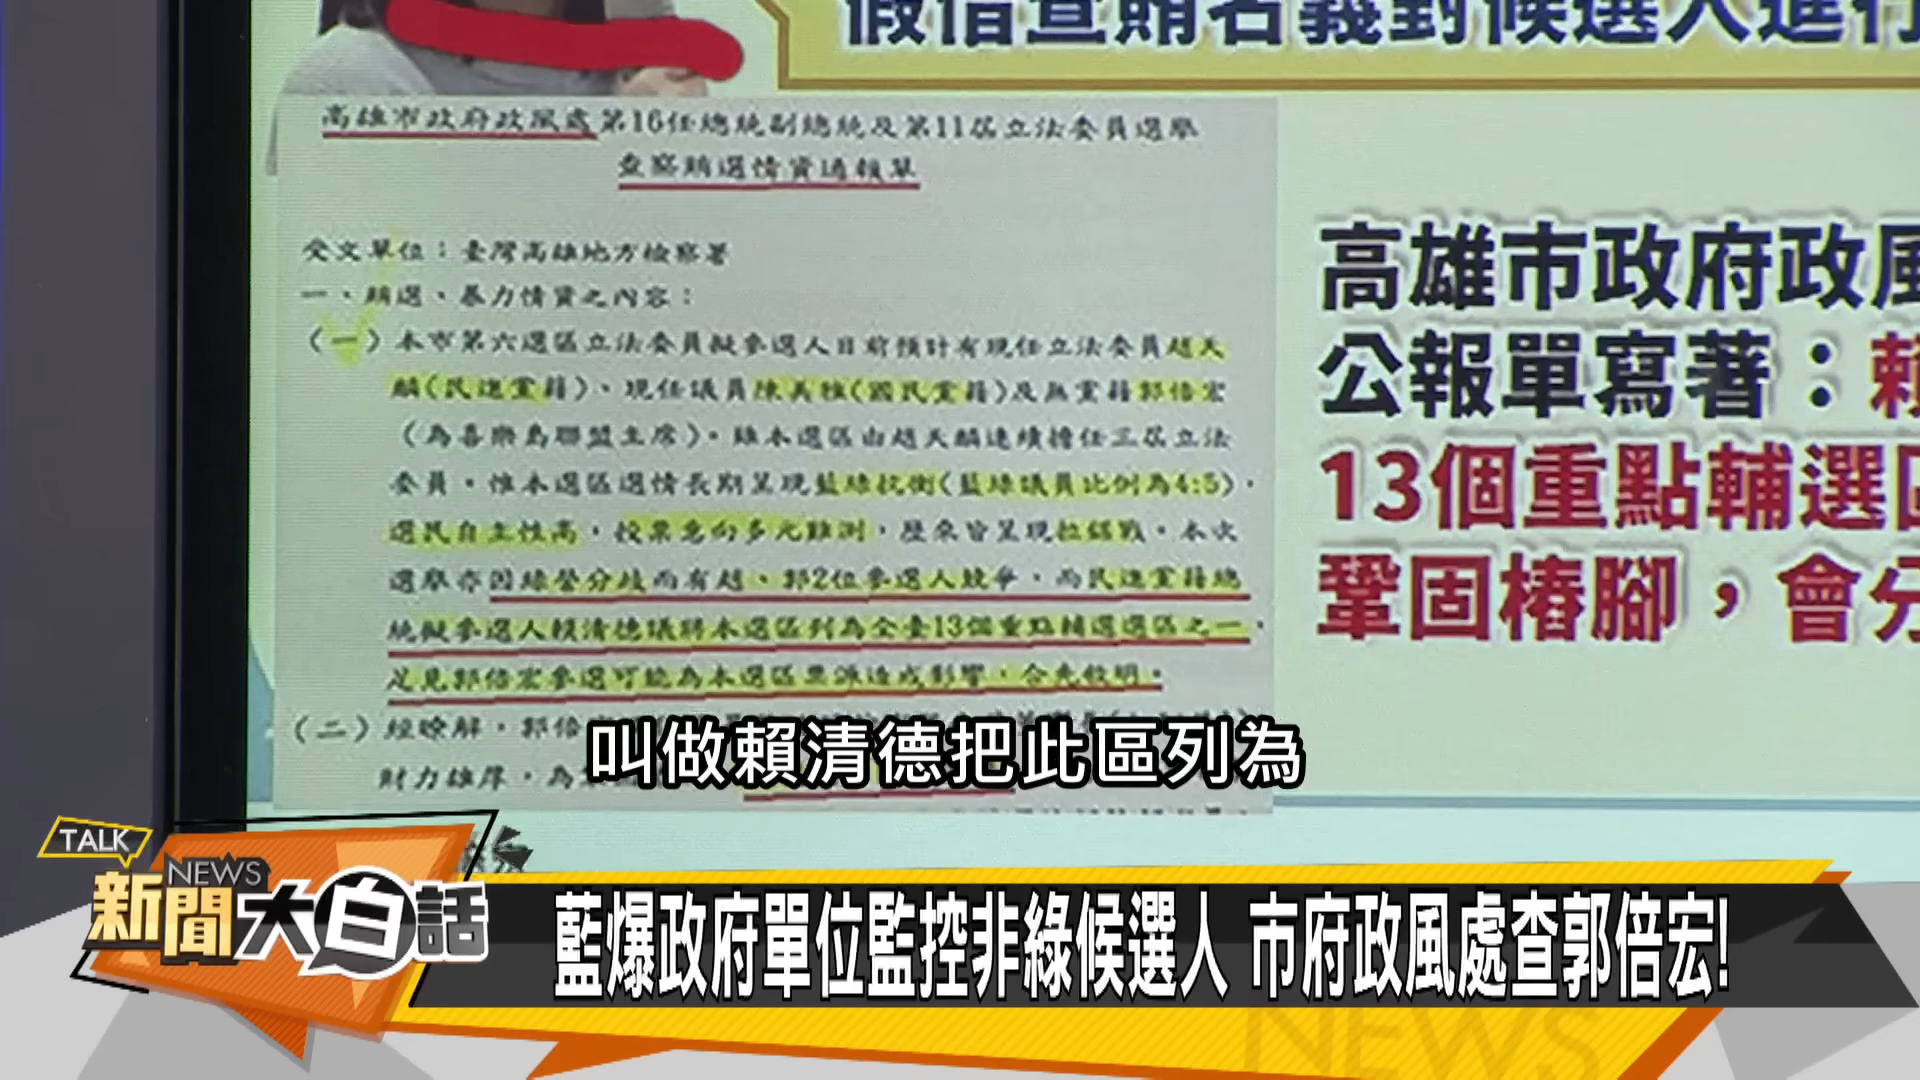 假借查賄名義對候選人進行
高雄市政府政風處第16任總統副總統及第11屆立法委員選舉
查察賄選情資通報單
受文單位：臺灣高雄地方檢察署
一、賄選、暴力情資之內容：
（一）本市第六選區立法委員擬參選人目前預計有現任立法委員趙天
麟(民進黨籍)、現任議員陳美雅(國民黨籍)及無黨籍郭倍宏
（為喜樂島聯盟主席）。雖本選區由趙天麟連續擔任三屆立法
委員，惟本選區選情長期呈現藍綠抗衡(藍綠議員比例為4:5)，
選民自主性高，投票意向多元難測，歷來皆呈現拉鋸戰。本次
選舉亦因綠營分歧而有趙、郭2位參選人競爭，而民進黨籍總
統擬參選人賴清德議將本選區列為全臺13個重點輔選選區之一，
足見郭倍宏參選可能為本選區票源造成影響，合先敘明。
（二）經瞭解，郭倍
財力雄厚，為
高雄市政府政風
公報單寫著：賴
13個重點輔選區
鞏固樁腳，會分
叫做賴清德把此區列為
TALK
NEWS
新聞大白話
藍爆政府單位監控非綠候選人 市府政風處查郭倍宏!
NEWS